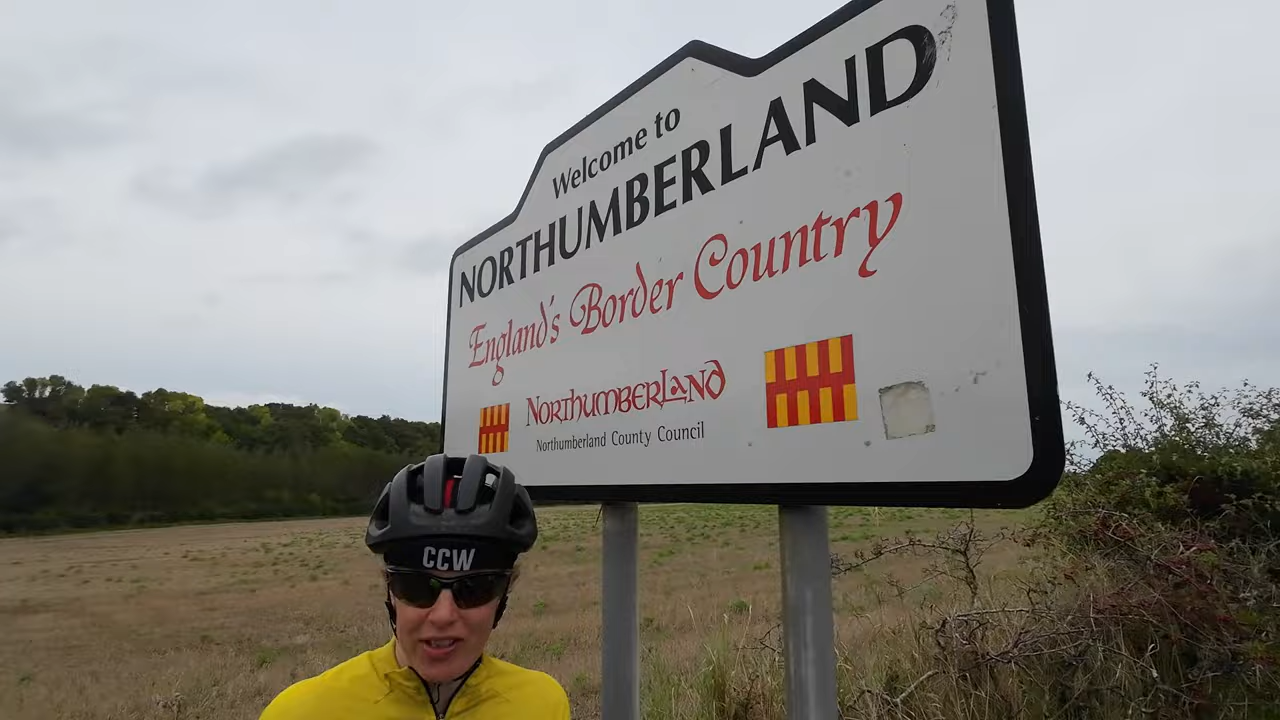 Welcome to
NORTHUMBERLAND
England's Border Country
NORTHUMBERLAND
Northumberland County Council
CCW